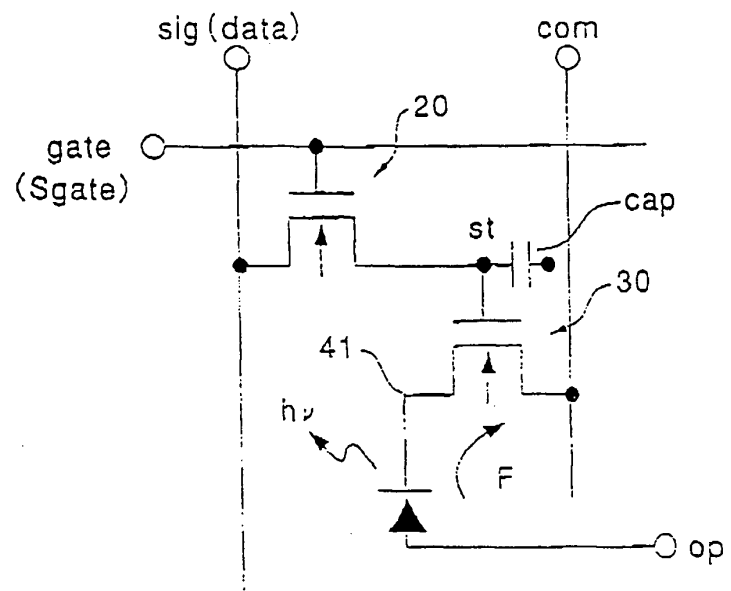 sig(data)
com
20
gate
(Sgate)
cap
st
30
41
hν
F
op